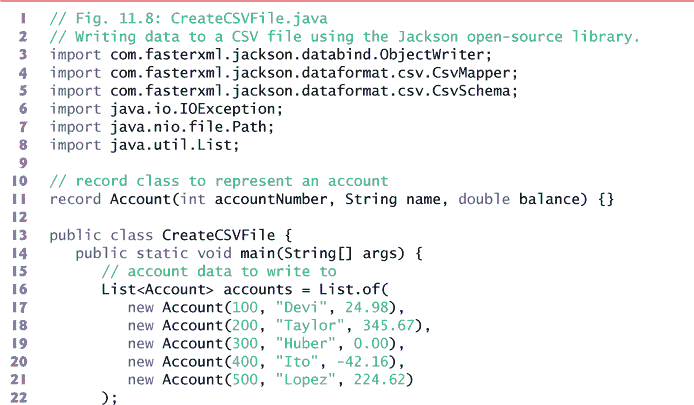 1 // Fig. 11.8: CreateCSVFile.java
2 // Writing data to a CSV file using the Jackson open-source library.
3 import com.fasterxml.jackson.databind.ObjectWriter;
4 import com.fasterxml.jackson.dataformat.csv.CsvMapper;
5 import com.fasterxml.jackson.dataformat.csv.CsvSchema;
6 import java.io.IOException;
7 import java.nio.file.Path;
8 import java.util.List;
9
10 // record class to represent an account
11 record Account(int accountNumber, String name, double balance) {}
12
13 public class CreateCSVFile {
14    public static void main(String[] args) {
15       // account data to write to
16       List<Account> accounts = List.of(
17          new Account(100, "Devi", 24.98),
18          new Account(200, "Taylor", 345.67),
19          new Account(300, "Huber", 0.00),
20          new Account(400, "Ito", -42.16),
21          new Account(500, "Lopez", 224.62)
22       );